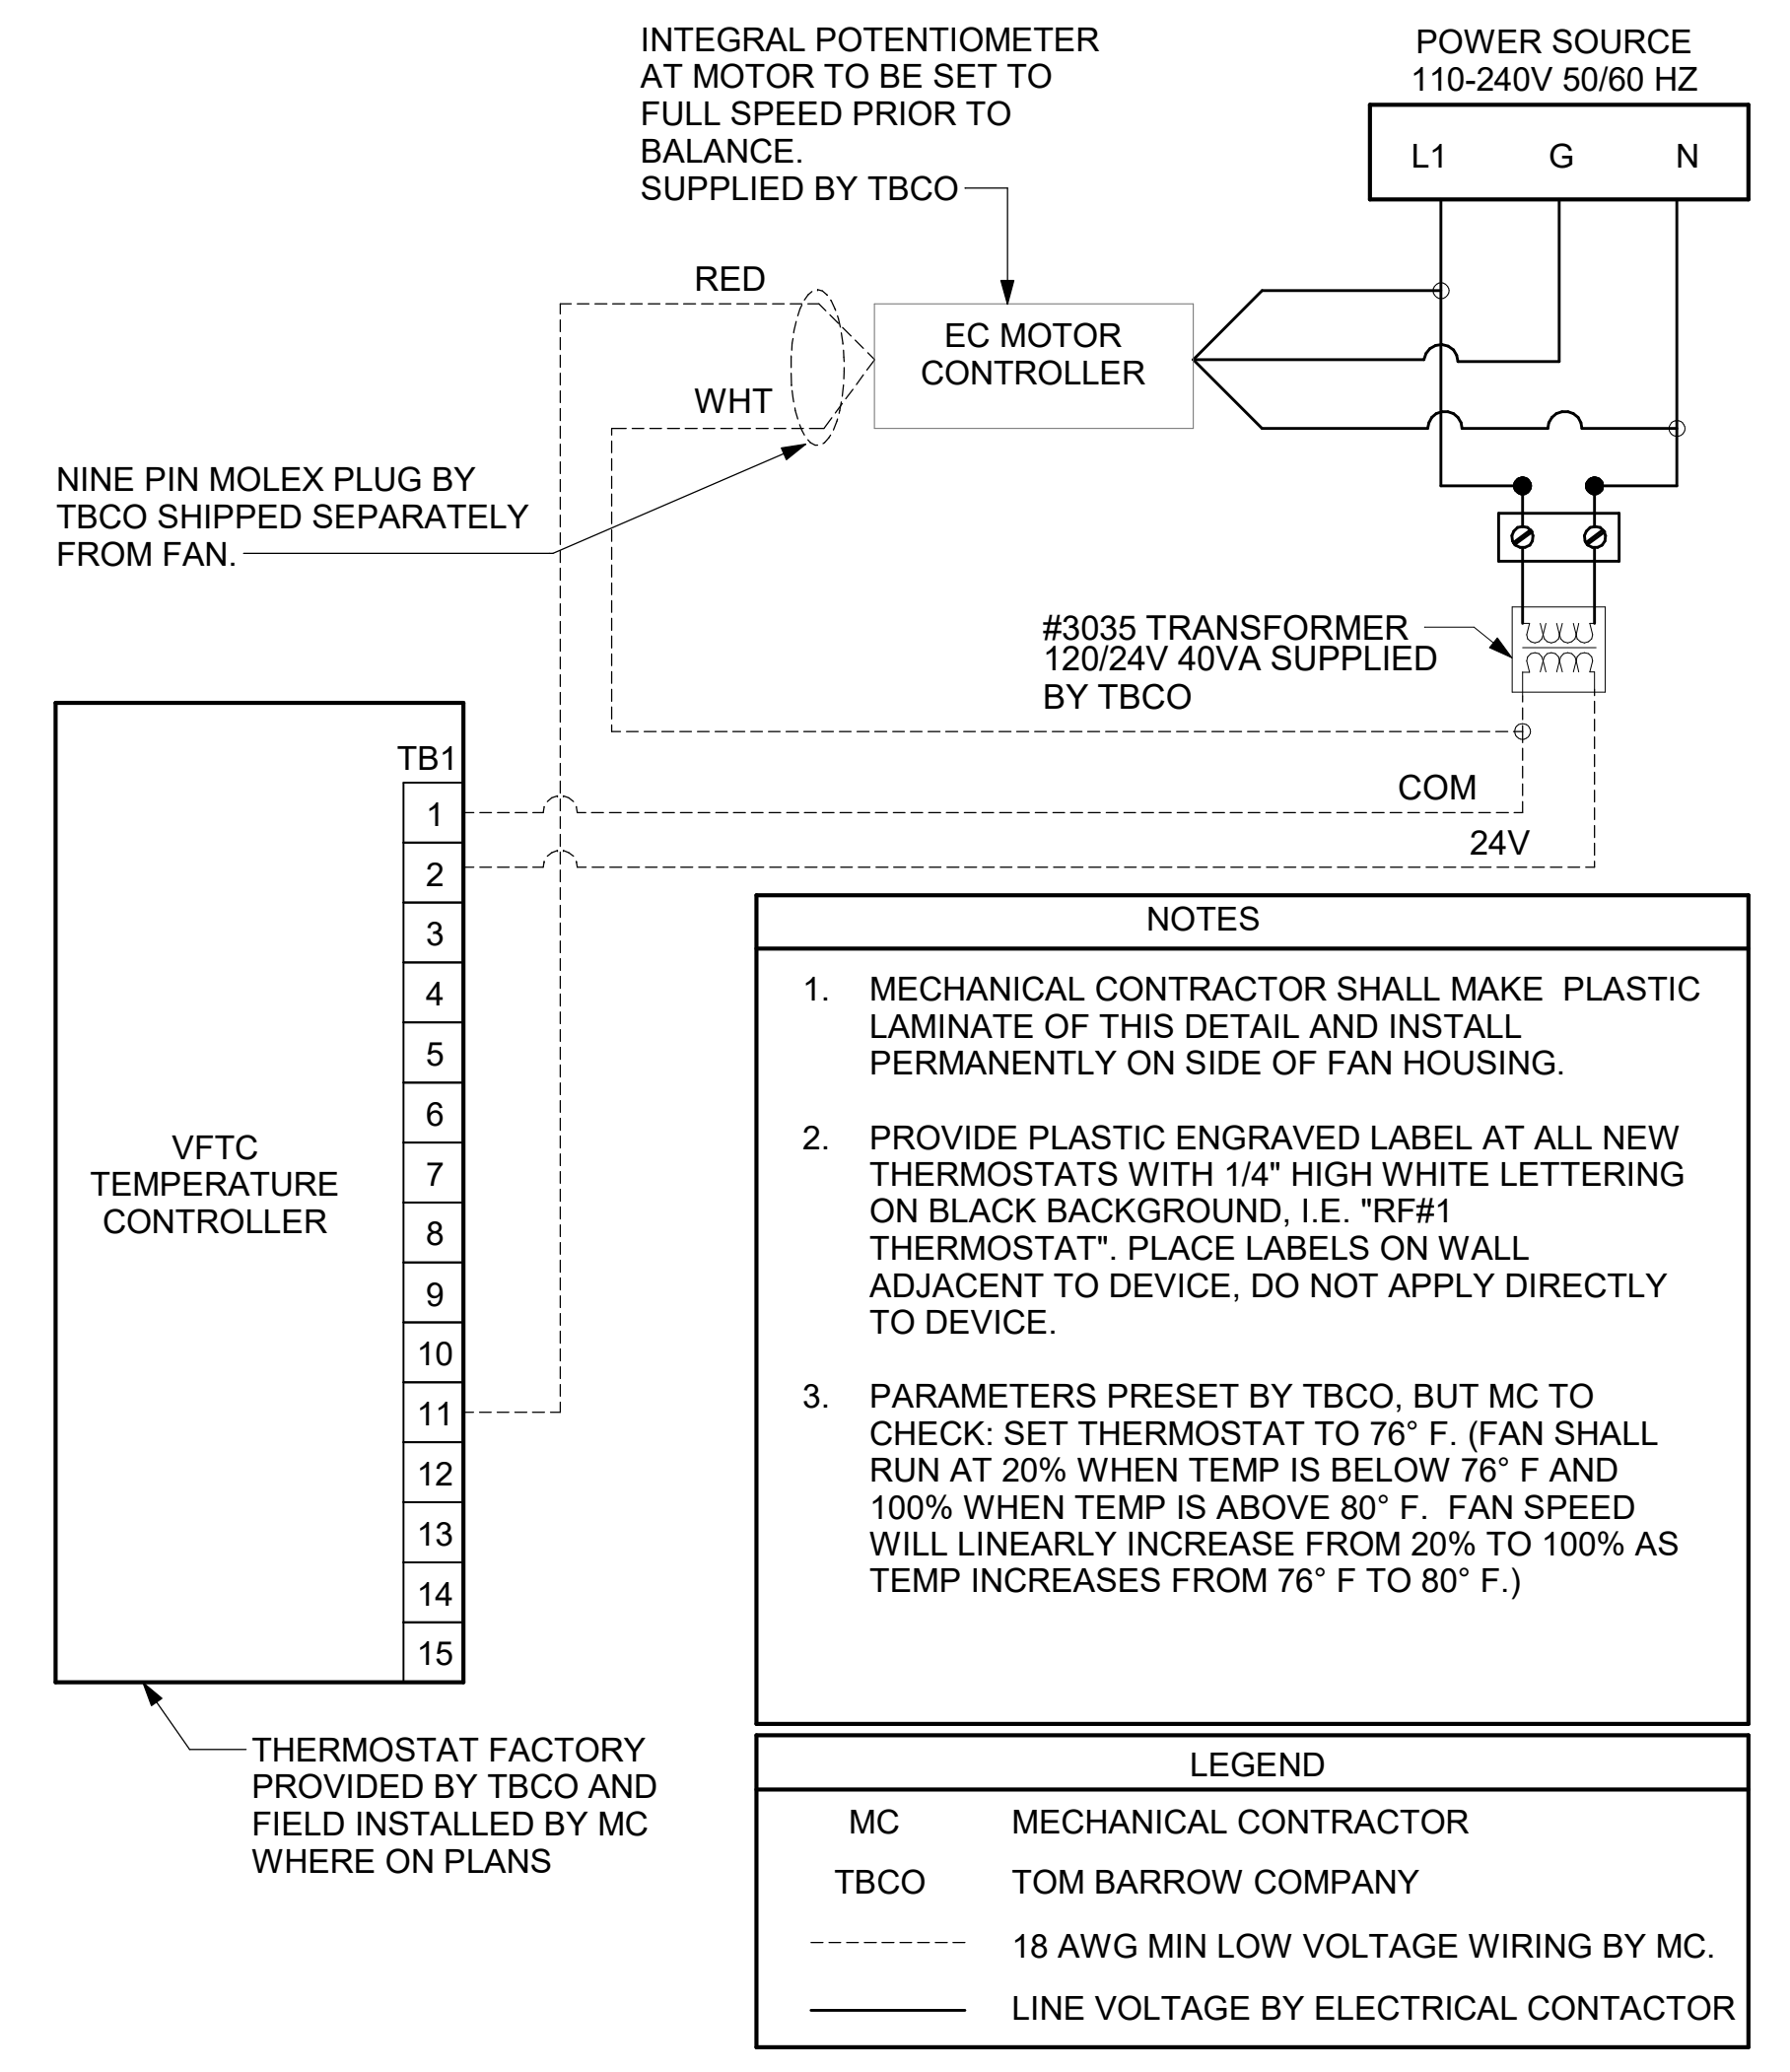 INTEGRAL POTENTIOMETER
AT MOTOR TO BE SET TO
FULL SPEED PRIOR TO
BALANCE.
SUPPLIED BY TBCO
POWER SOURCE
110-240V 50/60 HZ
L1 G N
RED
EC MOTOR
CONTROLLER
WHT
NINE PIN MOLEX PLUG BY
TBCO SHIPPED SEPARATELY
FROM FAN.
#3035 TRANSFORMER
120/24V 40VA SUPPLIED
BY TBCO
COM
24V
TB1
1
2
3
4
5
6
7
8
9
10
11
12
13
14
15
VFTC
TEMPERATURE
CONTROLLER
THERMOSTAT FACTORY
PROVIDED BY TBCO AND
FIELD INSTALLED BY MC
WHERE ON PLANS
NOTES
1. MECHANICAL CONTRACTOR SHALL MAKE PLASTIC
LAMINATE OF THIS DETAIL AND INSTALL
PERMANENTLY ON SIDE OF FAN HOUSING.
2. PROVIDE PLASTIC ENGRAVED LABEL AT ALL NEW
THERMOSTATS WITH 1/4" HIGH WHITE LETTERING
ON BLACK BACKGROUND, I.E. "RF#1
THERMOSTAT". PLACE LABELS ON WALL
ADJACENT TO DEVICE, DO NOT APPLY DIRECTLY
TO DEVICE.
3. PARAMETERS PRESET BY TBCO, BUT MC TO
CHECK: SET THERMOSTAT TO 76° F. (FAN SHALL
RUN AT 20% WHEN TEMP IS BELOW 76° F AND
100% WHEN TEMP IS ABOVE 80° F. FAN SPEED
WILL LINEARLY INCREASE FROM 20% TO 100% AS
TEMP INCREASES FROM 76° F TO 80° F.)
LEGEND
MC MECHANICAL CONTRACTOR
TBCO TOM BARROW COMPANY
18 AWG MIN LOW VOLTAGE WIRING BY MC.
LINE VOLTAGE BY ELECTRICAL CONTACTOR